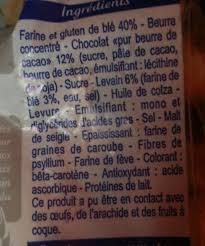 Ingrédients
Farine et gluten de blé 40% - Beurre
concentré - Chocolat «pur beurre de
cacao» 12% (sucre, pâte de cacao,
beurre de cacao, émulsifiant : lécithine
de soja) - Sucre - Levain 6% (farine de
blé 3%, eau, sel) - Huile de colza -
Levure - Emulsifiant : mono et
diglycérides d'acides gras - Sel - Malt
de seigle - Epaississant : farine de
graines de caroube - Fibres de
psyllium - Farine de fève - Colorant :
bêta-carotène - Antioxydant : acide
ascorbique - Protéines de lait.
Ce produit a pu être en contact avec
des œufs, de l'arachide et des fruits à
coque.